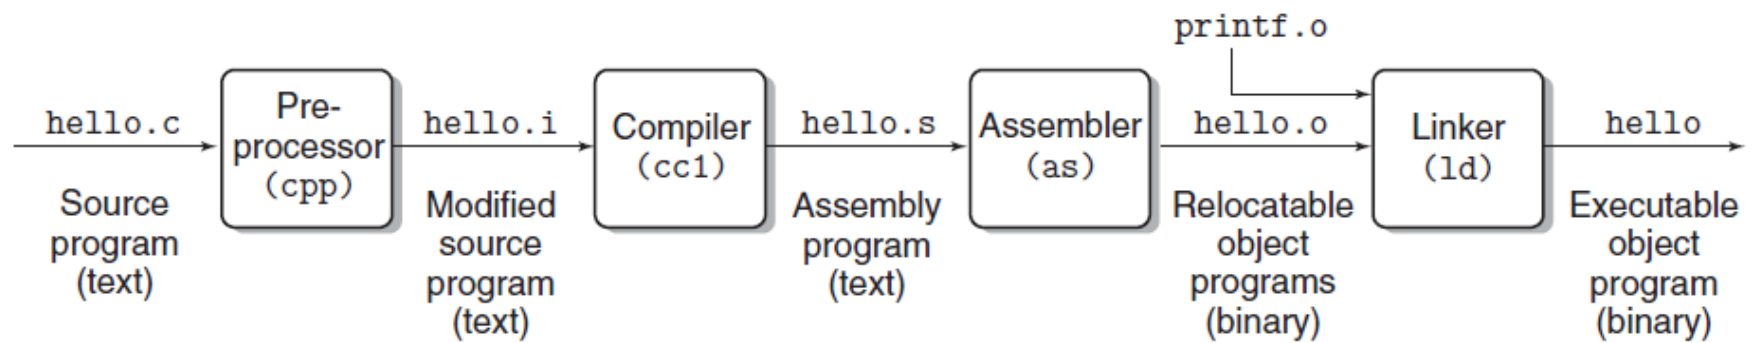 printf.o
hello.c
Pre-
processor
(cpp)
hello.i
Compiler
(cc1)
hello.s
Assembler
(as)
hello.o
Linker
(ld)
hello
Source
program
(text)
Modified
source
program
(text)
Assembly
program
(text)
Relocatable
object
programs
(binary)
Executable
object
program
(binary)